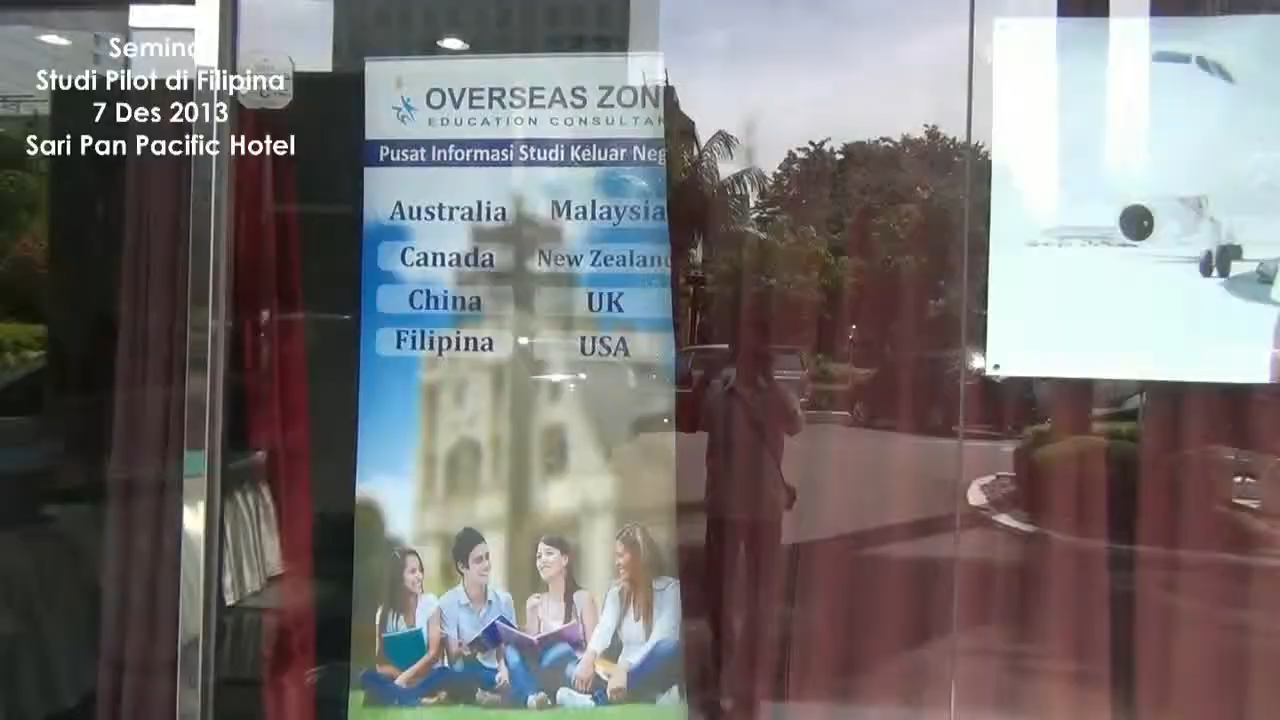 Semina
Studi Pilot di Filipina
7 Des 2013
Sari Pan Pacific Hotel
OVERSEAS ZON
EDUCATION CONSULTAN
Pusat Informasi Studi Keluar Neg
Australia Malaysia
Canada New Zealand
China UK
Filipina USA